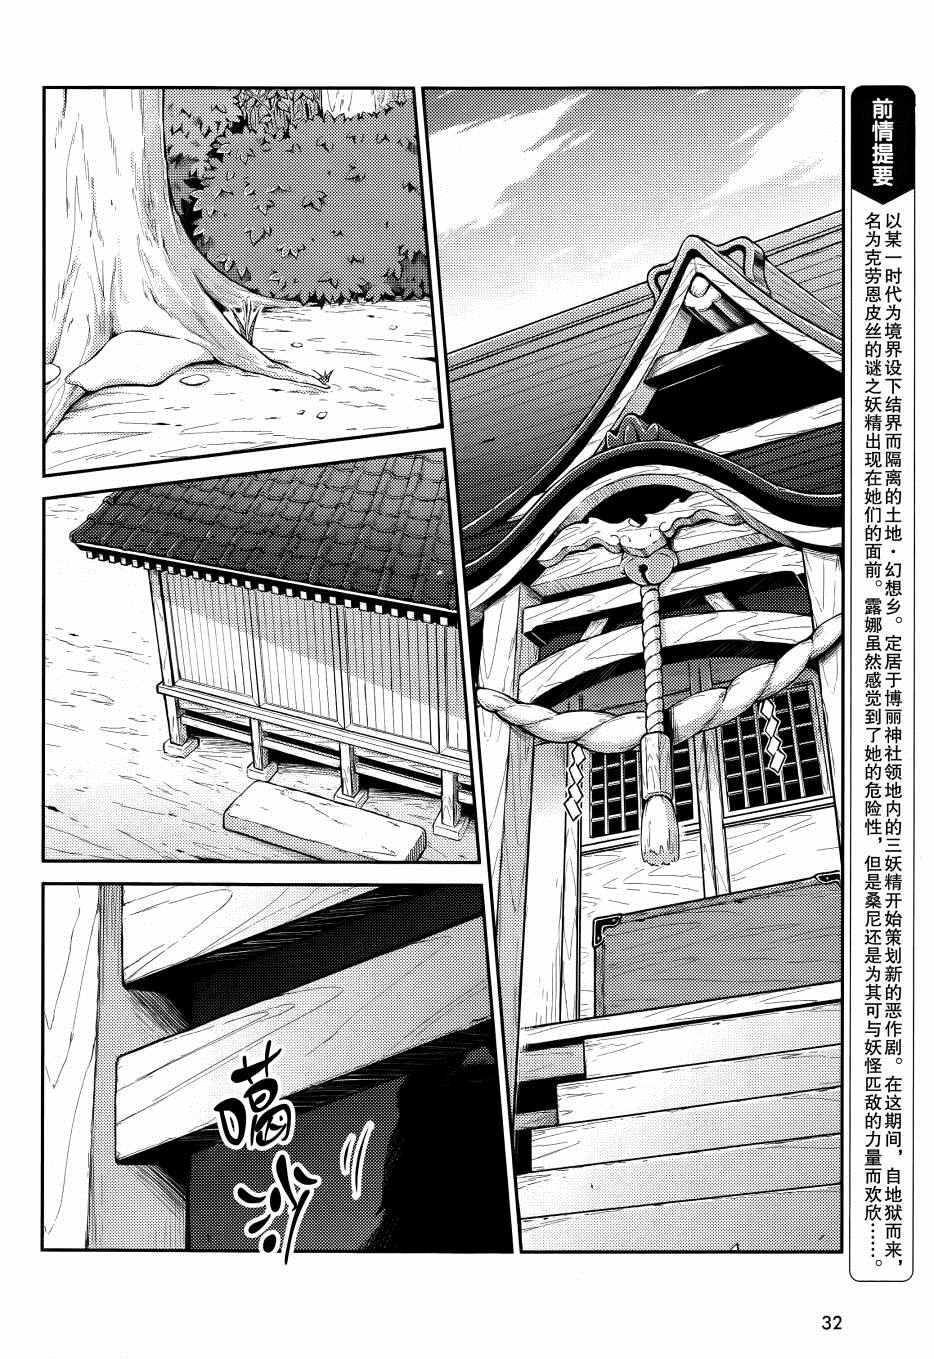 前情提要
以某一时代为境界设下结界而隔离的土地·幻想乡。定居于博丽神社领地内的三妖精开始策划新的恶作剧。在这期间，自地狱而来，
名为克劳恩皮丝的谜之妖精出现在她们的面前。露娜虽然感觉到了她的危险性，但是桑尼还是为其可与妖怪匹敌的力量而欢欣……。
沙
32